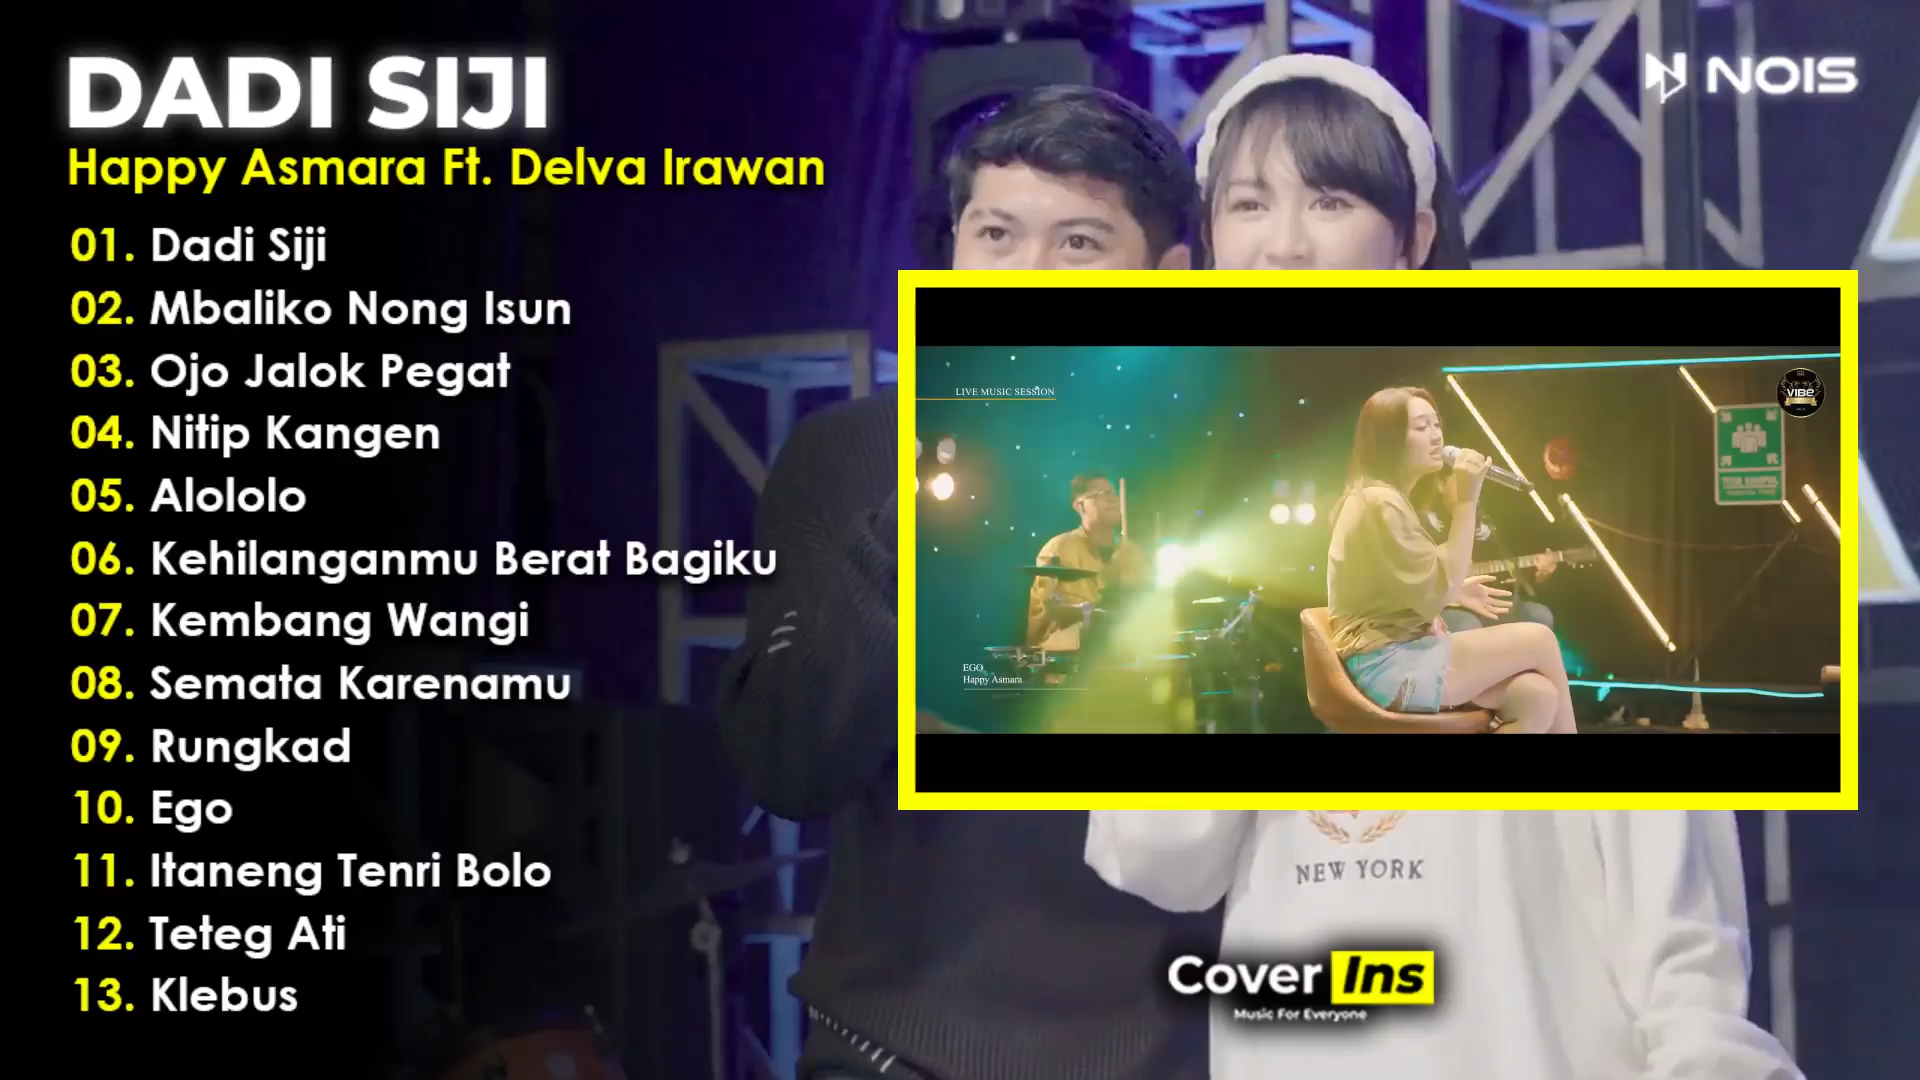 DADI SIJI
Happy Asmara Ft. Delva Irawan
01. Dadi Siji
02. Mbaliko Nong Isun
03. Ojo Jalok Pegat
04. Nitip Kangen
05. Alololo
06. Kehilanganmu Berat Bagiku
07. Kembang Wangi
08. Semata Karenamu
09. Rungkad
10. Ego
11. Itaneng Tenri Bolo
12. Teteg Ati
13. Klebus
NOIS
LIVE MUSIC SESSION
VIBE
TITIK KUMPUL
EGO
Happy Asmara
NEW YORK
Cover Ins
Music For Everyone